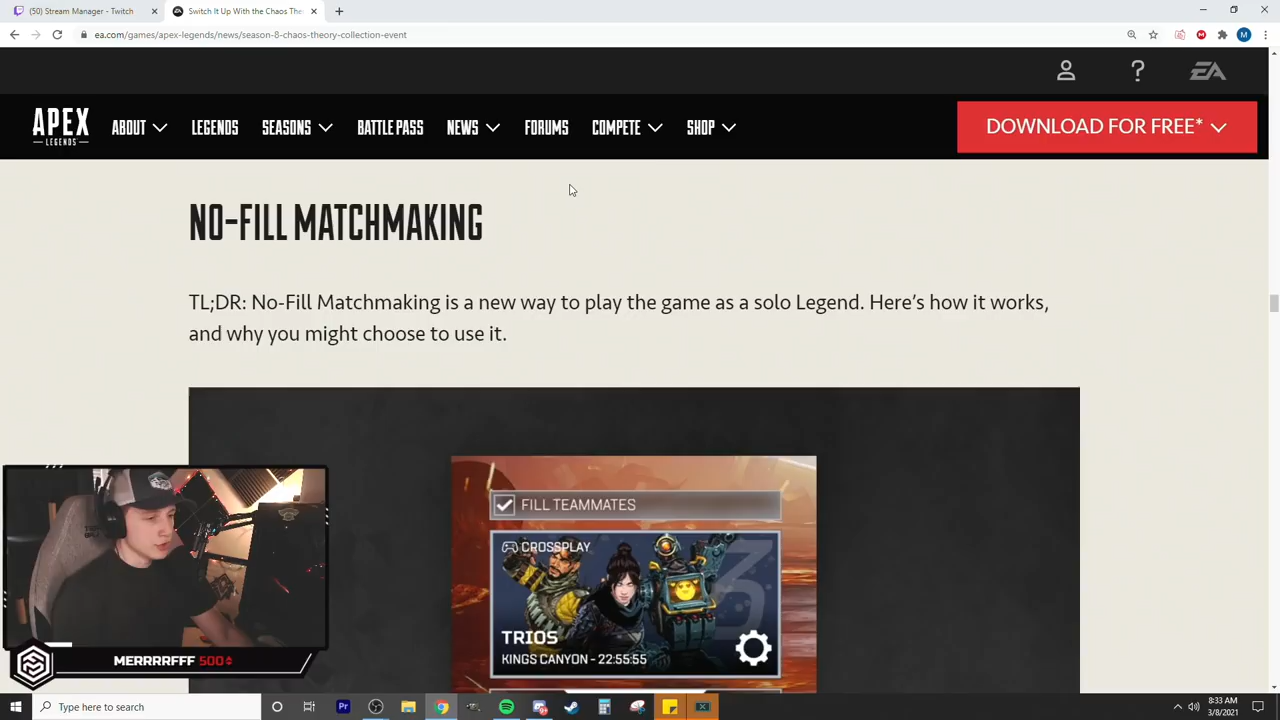 (50) Stream Manager - Twitch
Switch It Up With the Chaos The
ea.com/games/apex-legends/news/season-8-chaos-theory-collection-event
M
EA
APEX
LEGENDS
ABOUT
LEGENDS
SEASONS
BATTLE PASS
NEWS
FORUMS
COMPETE
SHOP
DOWNLOAD FOR FREE*
NO-FILL MATCHMAKING
TL;DR: No-Fill Matchmaking is a new way to play the game as a solo Legend. Here's how it works,
and why you might choose to use it.
FILL TEAMMATES
CROSSPLAY
3
TRIOS
KINGS CANYON - 22:55:55
MERRRRFFF 500
Type here to search
Pr
8:33 AM
3/8/2021